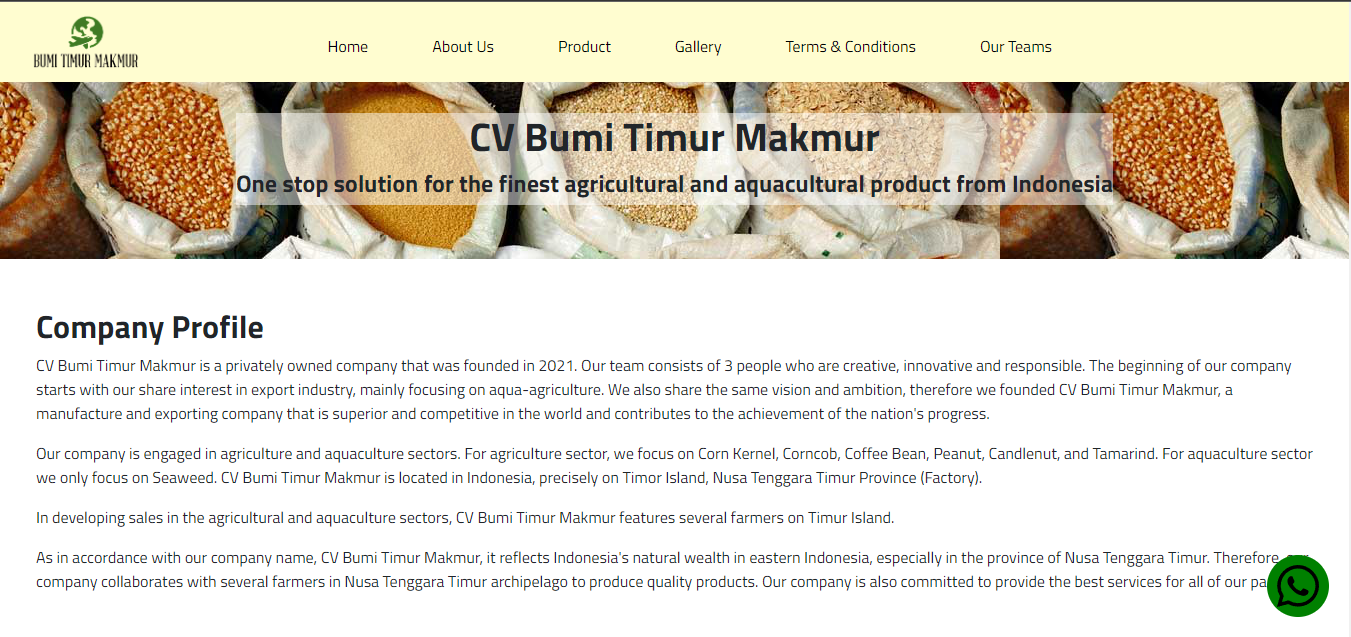 BUMI TIMUR MAKMUR
Home About Us Product Gallery Terms & Conditions Our Teams
CV Bumi Timur Makmur
One stop solution for the finest agricultural and aquacultural product from Indonesia
Company Profile
CV Bumi Timur Makmur is a privately owned company that was founded in 2021. Our team consists of 3 people who are creative, innovative and responsible. The beginning of our company
starts with our share interest in export industry, mainly focusing on aqua-agriculture. We also share the same vision and ambition, therefore we founded CV Bumi Timur Makmur, a
manufacture and exporting company that is superior and competitive in the world and contributes to the achievement of the nation's progress.
Our company is engaged in agriculture and aquaculture sectors. For agriculture sector, we focus on Corn Kernel, Corncob, Coffee Bean, Peanut, Candlenut, and Tamarind. For aquaculture sector
we only focus on Seaweed. CV Bumi Timur Makmur is located in Indonesia, precisely on Timor Island, Nusa Tenggara Timur Province (Factory).
In developing sales in the agricultural and aquaculture sectors, CV Bumi Timur Makmur features several farmers on Timur Island.
As in accordance with our company name, CV Bumi Timur Makmur, it reflects Indonesia's natural wealth in eastern Indonesia, especially in the province of Nusa Tenggara Timur. Therefore, our
company collaborates with several farmers in Nusa Tenggara Timur archipelago to produce quality products. Our company is also committed to provide the best services for all of our